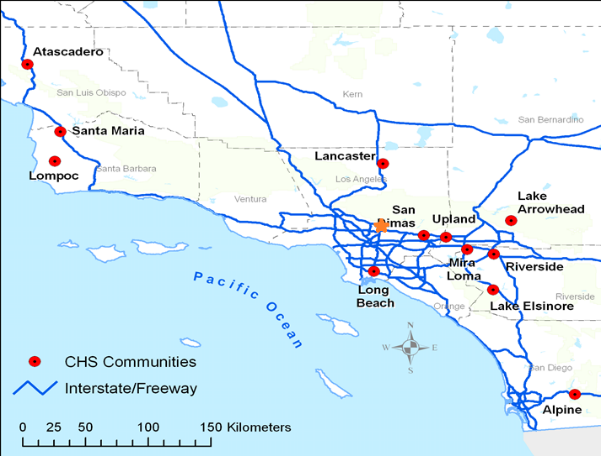 Atascadero
San Luis Obispo
Kern
San Bernardino
Santa Maria
Lompoc
Santa Barbara
Lancaster
Los Angeles
Ventura
San
Dimas
Upland
Lake
Arrowhead
Mira
Loma
Riverside
Long
Beach
Orange
Lake Elsinore
Riverside
Pacific Ocean
N
W E
S
San Diego
Alpine
CHS Communities
Interstate/Freeway
0 25 50 100 150 Kilometers